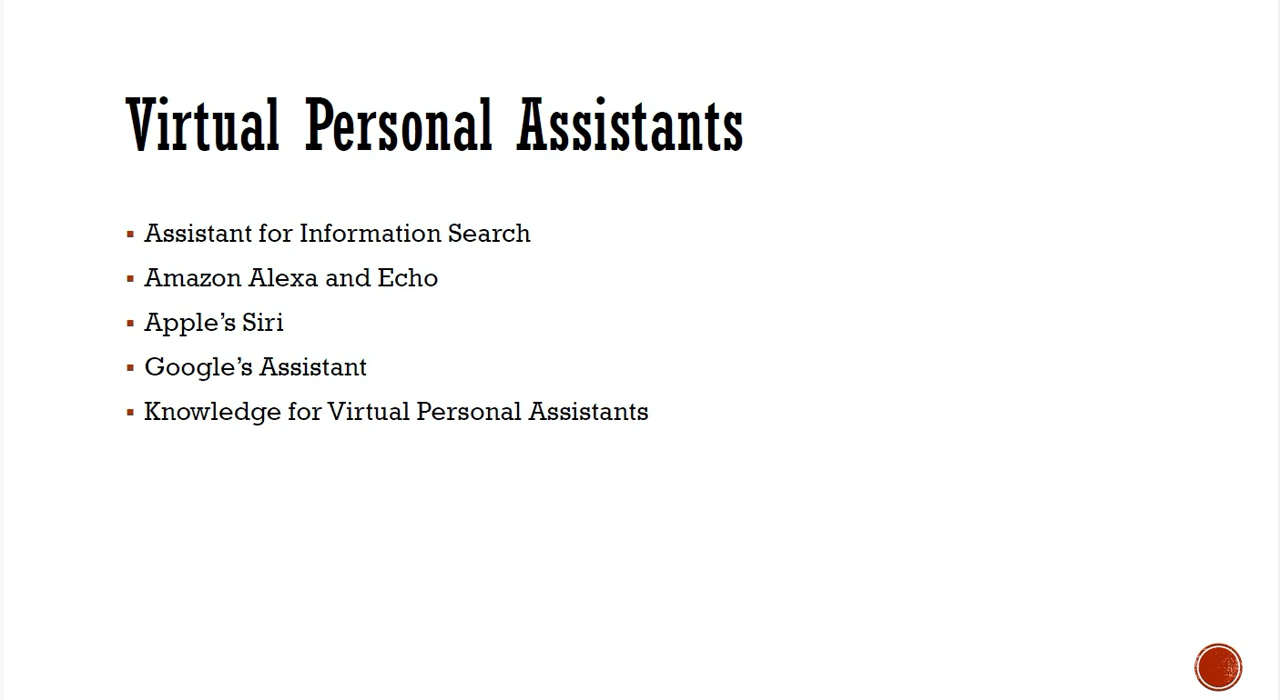 Virtual Personal Assistants
▪ Assistant for Information Search
▪ Amazon Alexa and Echo
▪ Apple’s Siri
▪ Google’s Assistant
▪ Knowledge for Virtual Personal Assistants